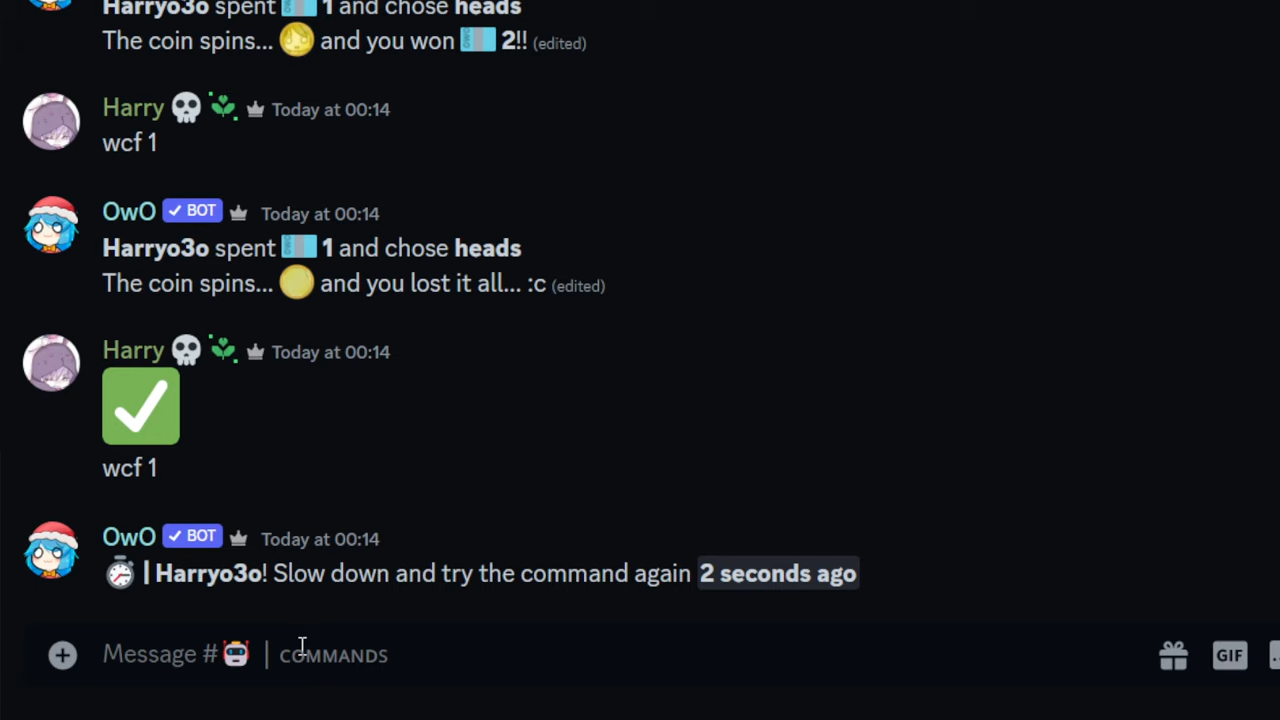 Harryo3o spent 1 and chose heads
The coin spins... and you won 2!! (edited)
Harry Today at 00:14
wcf 1
OwO ✓ BOT Today at 00:14
Harryo3o spent 1 and chose heads
The coin spins... and you lost it all... :c (edited)
Harry Today at 00:14
wcf 1
OwO ✓ BOT Today at 00:14
| Harryo3o! Slow down and try the command again 2 seconds ago
Message # | COMMANDS
GIF